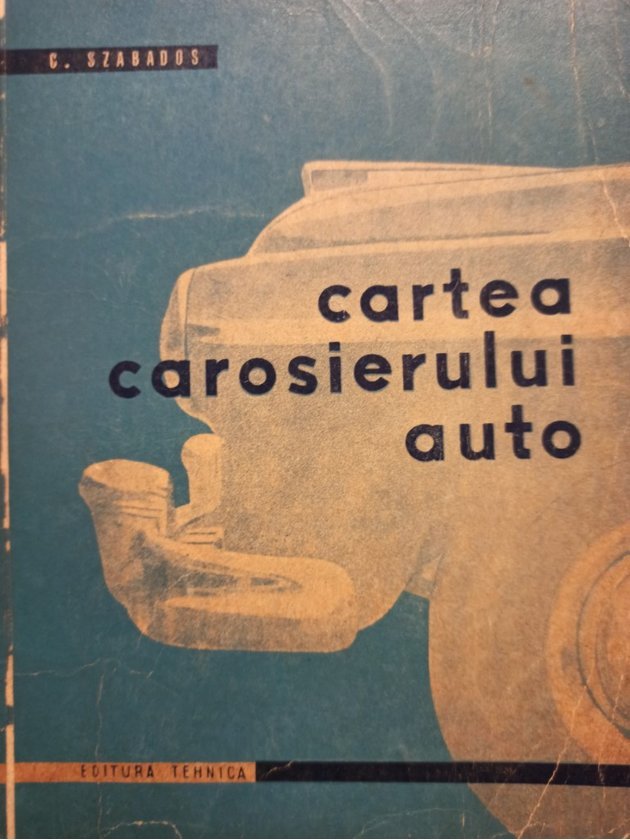 C. SZABADOS
cartea
carosierului
auto
EDITURA TEHNICA